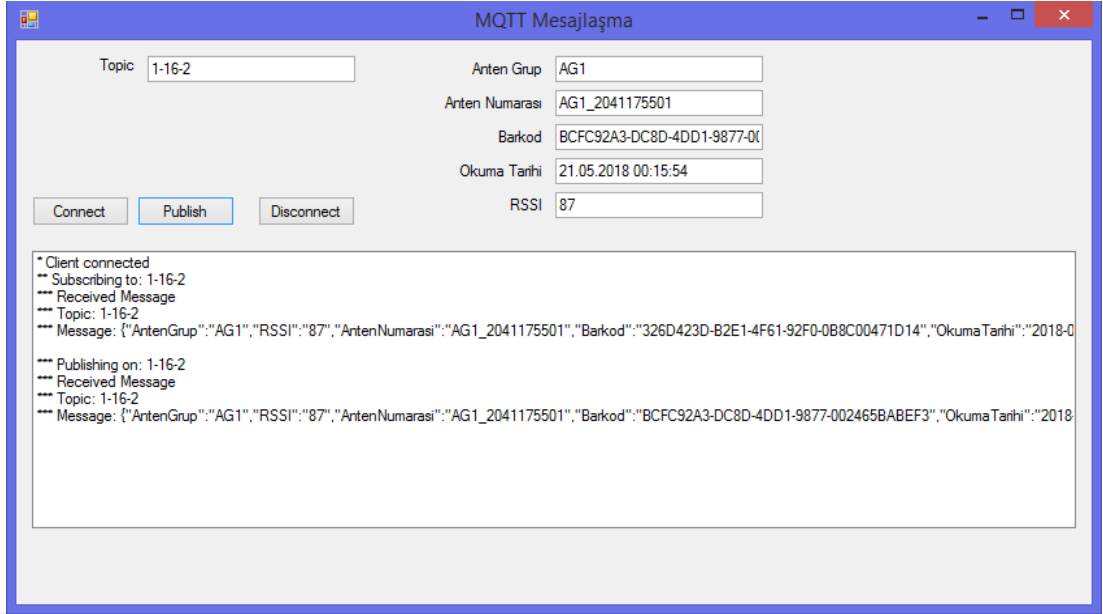 MQTT Mesajlaşma
Topic 1-16-2
Anten Grup AG1
Anten Numarası AG1_2041175501
Barkod BCFC92A3-DC8D-4DD1-9877-00
Okuma Tarihi 21.05.2018 00:15:54
RSSI 87
Connect Publish Disconnect
* Client connected
** Subscribing to: 1-16-2
*** Received Message
*** Topic: 1-16-2
*** Message: {"AntenGrup":"AG1","RSSI":"87","AntenNumarasi":"AG1_2041175501","Barkod":"326D423D-B2E1-4F61-92F0-0B8C00471D14","OkumaTarihi":"2018-0
*** Publishing on: 1-16-2
*** Received Message
*** Topic: 1-16-2
*** Message: {"AntenGrup":"AG1","RSSI":"87","AntenNumarasi":"AG1_2041175501","Barkod":"BCFC92A3-DC8D-4DD1-9877-002465BABEF3","OkumaTarihi":"2018-